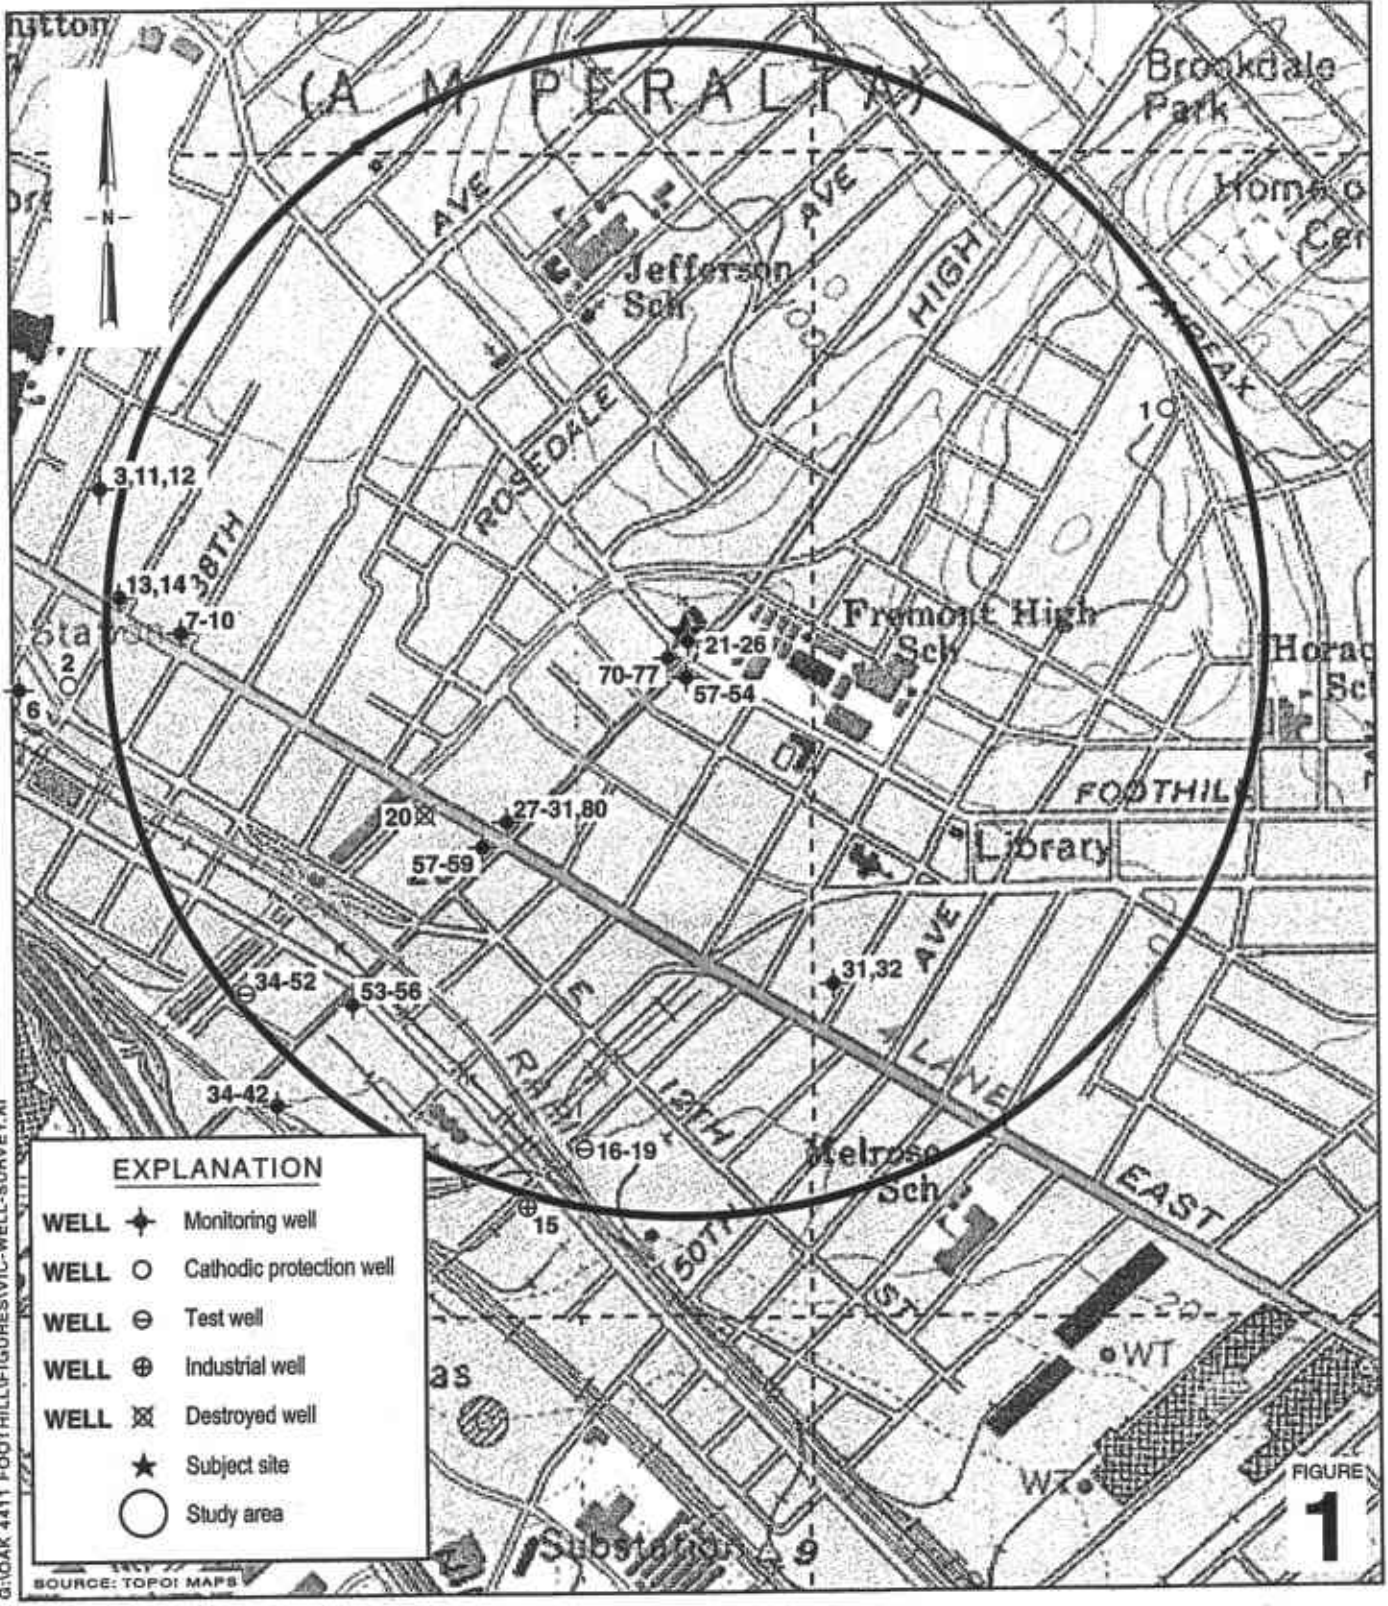 (A M PERALTA)
Brookdale
Park
N
AVE
AVE
Jefferson
Sch
HIGH
FAIRFAX
1
ROSEDALE
3,11,12
38TH
13,14
7-10
Station
2
6
Fremont High
Sch
21-26
70-77
57-54
FOOTHILL
Library
20
27-31,80
57-59
AVE
31,32
34-52
53-56
E
12TH
LANE
34-42
16-19
Melrose
Sch
EAST
15
50TH
ST
20
WT
WT
Substation
9
EXPLANATION
WELL Monitoring well
WELL Cathodic protection well
WELL Test well
WELL Industrial well
WELL Destroyed well
Subject site
Study area
SOURCE: TOPO! MAPS
FIGURE
1